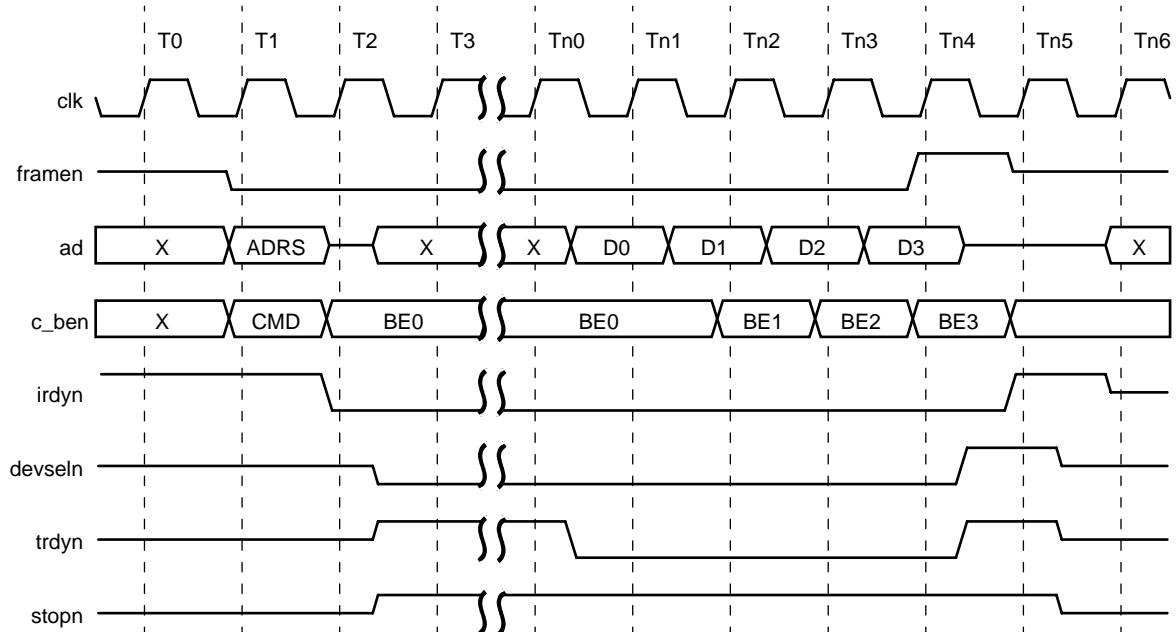 T0 T1 T2 T3 Tn0 Tn1 Tn2 Tn3 Tn4 Tn5 Tn6
clk
framen
ad X ADRS X X D0 D1 D2 D3 X
c_ben X CMD BE0 BE0 BE1 BE2 BE3
irdyn
devseln
trdyn
stopn